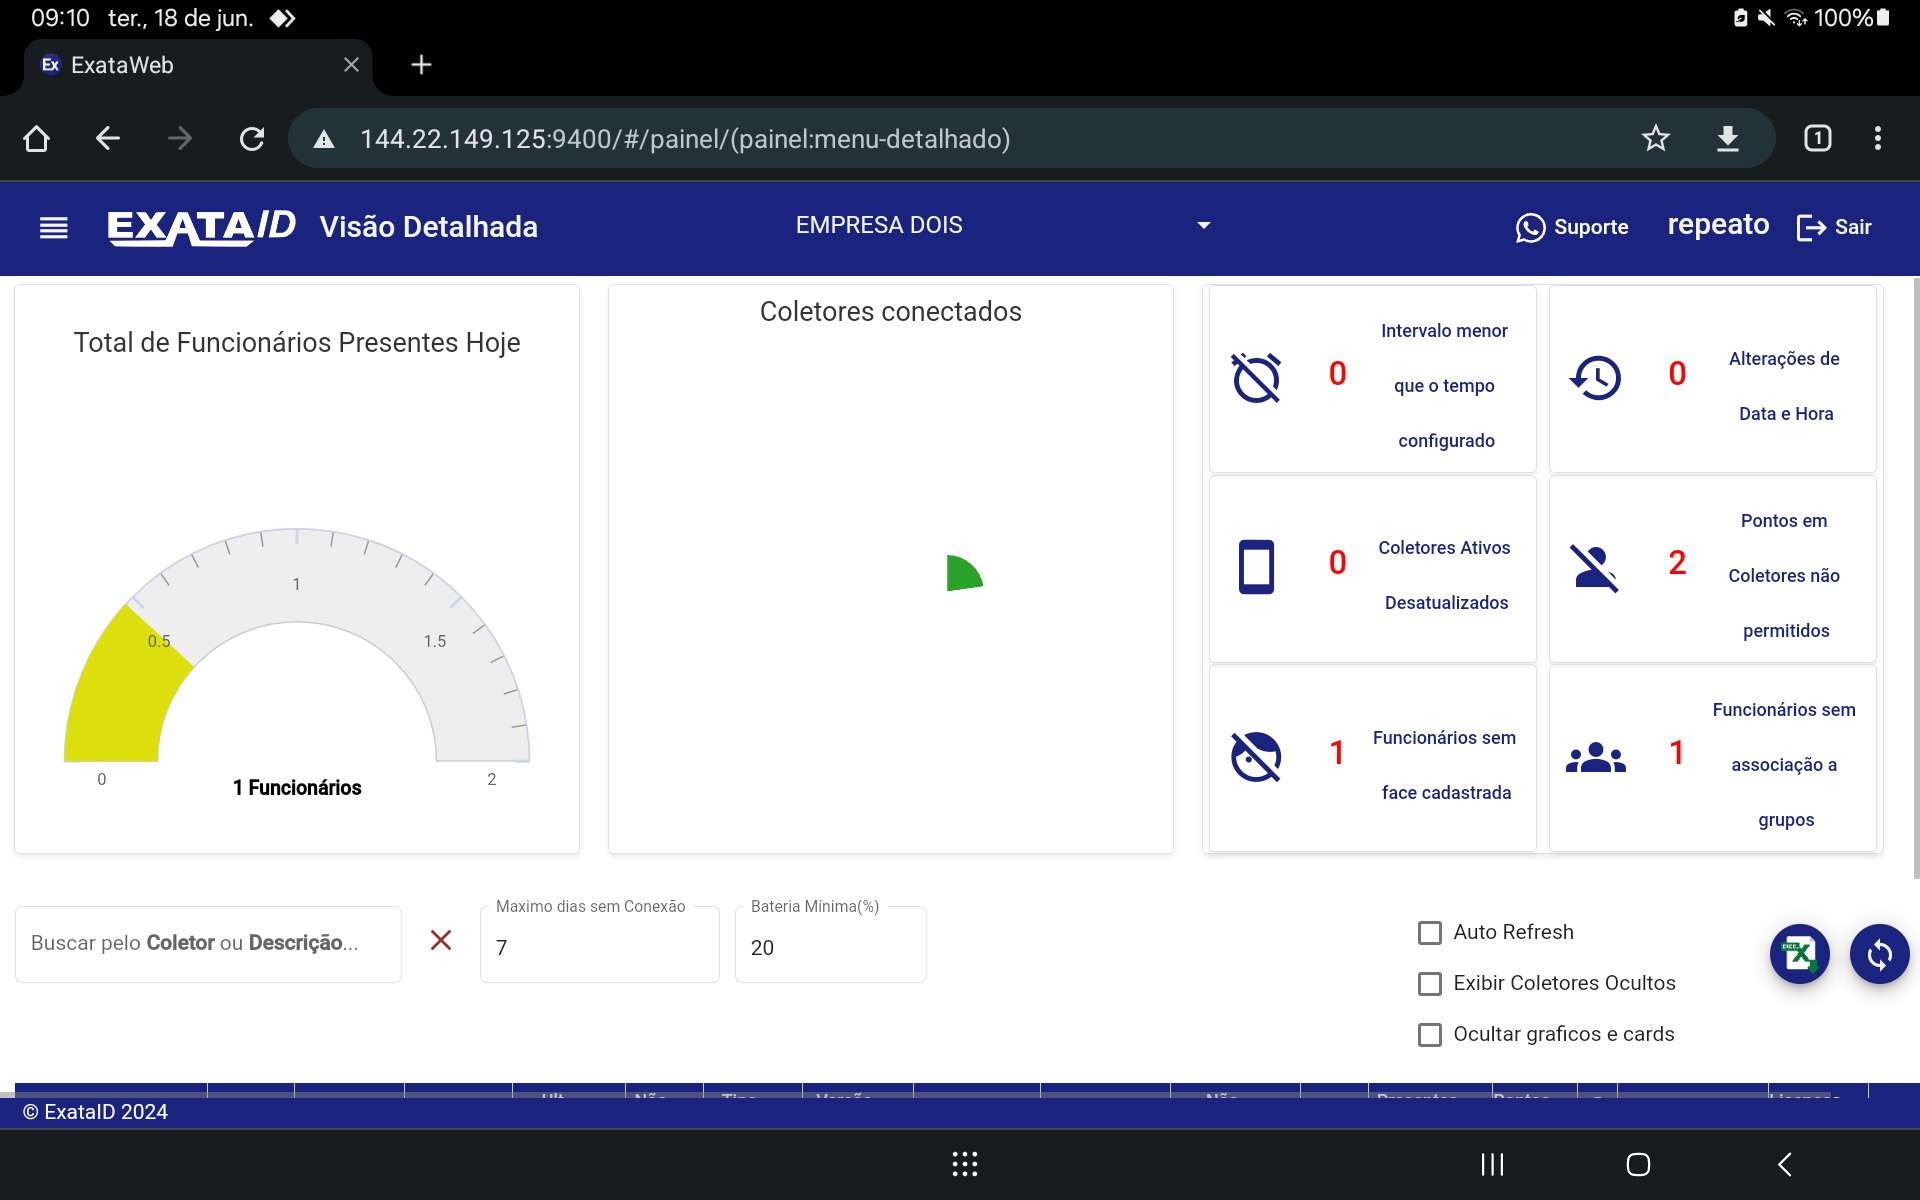 09:10 ter., 18 de jun.
100%
Ex ExataWeb
144.22.149.125:9400/#/painel/(painel:menu-detalhado)
1
EXATAID Visão Detalhada
EMPRESA DOIS
Suporte
repeato
Sair
Total de Funcionários Presentes Hoje
0
0.5
1
1.5
2
1 Funcionários
Coletores conectados
0
Intervalo menor
que o tempo
configurado
0
Alterações de
Data e Hora
0
Coletores Ativos
Desatualizados
2
Pontos em
Coletores não
permitidos
1
Funcionários sem
face cadastrada
1
Funcionários sem
associação a
grupos
Buscar pelo Coletor ou Descrição...
Maximo dias sem Conexão
7
Bateria Mínima(%)
20
Auto Refresh
Exibir Coletores Ocultos
Ocultar graficos e cards
© ExataID 2024